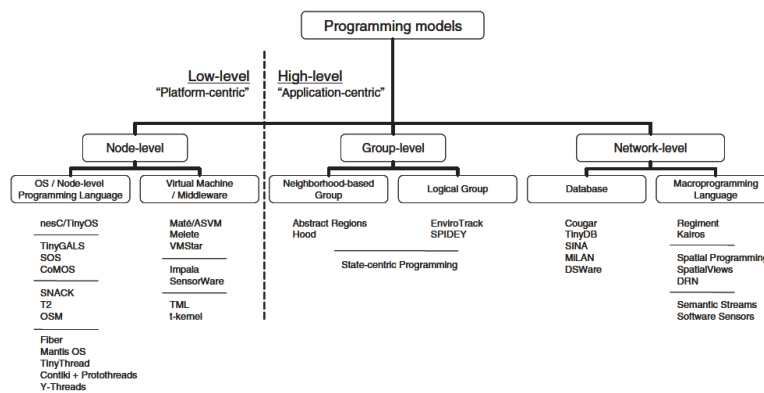 Programming models
Low-level
"Platform-centric"
High-level
"Application-centric"
Node-level
Group-level
Network-level
OS / Node-level
Programming Language
Virtual Machine
/ Middleware
Neighborhood-based
Group
Logical Group
Database
Macroprogramming
Language
nesC/TinyOS
TinyGALS
SOS
CoMOS
SNACK
T2
OSM
Fiber
Mantis OS
TinyThread
Contiki + Protothreads
Y-Threads
Maté/ASVM
Melete
VMStar
Impala
SensorWare
TML
t-kernel
Abstract Regions
Hood
EnviroTrack
SPIDEY
State-centric Programming
Cougar
TinyDB
SINA
MiLAN
DSWare
Regiment
Kairos
Spatial Programming
SpatialViews
DRN
Semantic Streams
Software Sensors